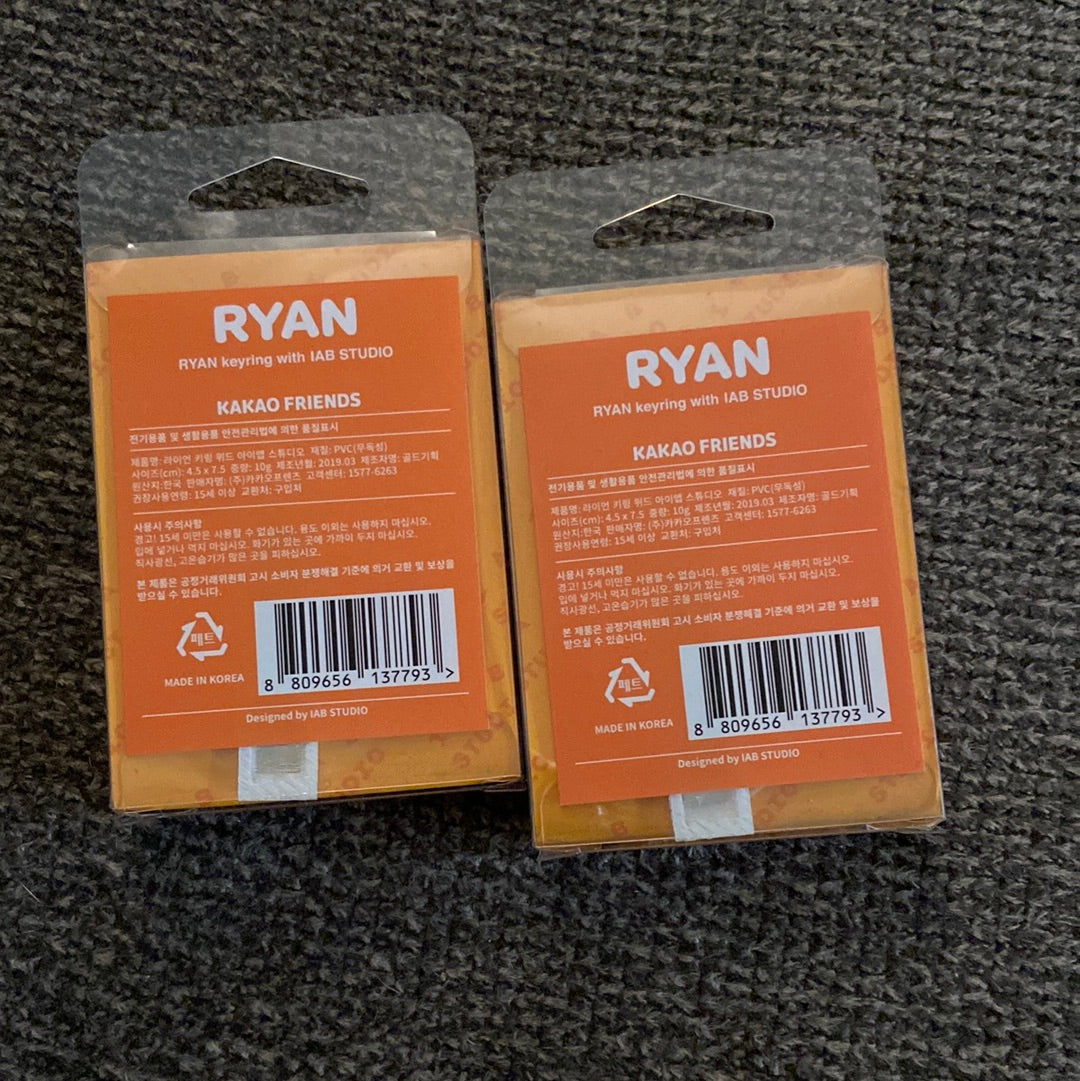 RYAN
RYAN keyring with IAB STUDIO
KAKAO FRIENDS
전기용품 및 생활용품 안전관리법에 의한 품질표시
제품명: 라이언 키링 위드 아이앱 스튜디오 재질: PVC(무독성)
사이즈(cm): 4.5 x 7.5 중량: 10g 제조년월: 2019.03 제조자명: 골드기획
원산지:한국 판매자명: (주)카카오프렌즈 고객센터: 1577-6263
권장사용연령: 15세 이상 교환처: 구입처
사용시 주의사항
경고! 15세 미만은 사용할 수 없습니다. 용도 이외는 사용하지 마십시오.
입에 넣거나 먹지 마십시오. 화기가 있는 곳에 가까이 두지 마십시오.
직사광선, 고온습기가 많은 곳을 피하십시오.
본 제품은 공정거래위원회 고시 소비자 분쟁해결 기준에 의거 교환 및 보상을
받으실 수 있습니다.
페트
MADE IN KOREA
8 809656 137793 >
Designed by IAB STUDIO
RYAN
RYAN keyring with IAB STUDIO
KAKAO FRIENDS
전기용품 및 생활용품 안전관리법에 의한 품질표시
제품명: 라이언 키링 위드 아이앱 스튜디오 재질: PVC(무독성)
사이즈(cm): 4.5 x 7.5 중량: 10g 제조년월: 2019.03 제조자명: 골드기획
원산지:한국 판매자명: (주)카카오프렌즈 고객센터: 1577-6263
권장사용연령: 15세 이상 교환처: 구입처
사용시 주의사항
경고! 15세 미만은 사용할 수 없습니다. 용도 이외는 사용하지 마십시오.
입에 넣거나 먹지 마십시오. 화기가 있는 곳에 가까이 두지 마십시오.
직사광선, 고온습기가 많은 곳을 피하십시오.
본 제품은 공정거래위원회 고시 소비자 분쟁해결 기준에 의거 교환 및 보상을
받으실 수 있습니다.
페트
MADE IN KOREA
8 809656 137793 >
Designed by IAB STUDIO